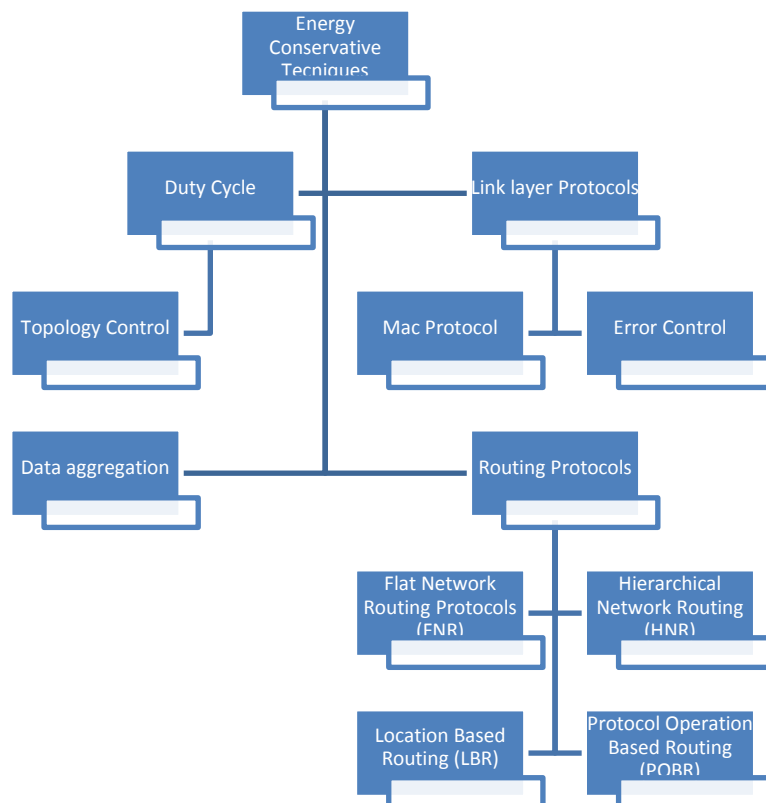 Energy
Conservative
Tecniques
Duty Cycle
Link layer Protocols
Topology Control
Mac Protocol
Error Control
Data aggregation
Routing Protocols
Flat Network
Routing Protocols
(FNR)
Hierarchical
Network Routing
(HNR)
Location Based
Routing (LBR)
Protocol Operation
Based Routing
(POBR)